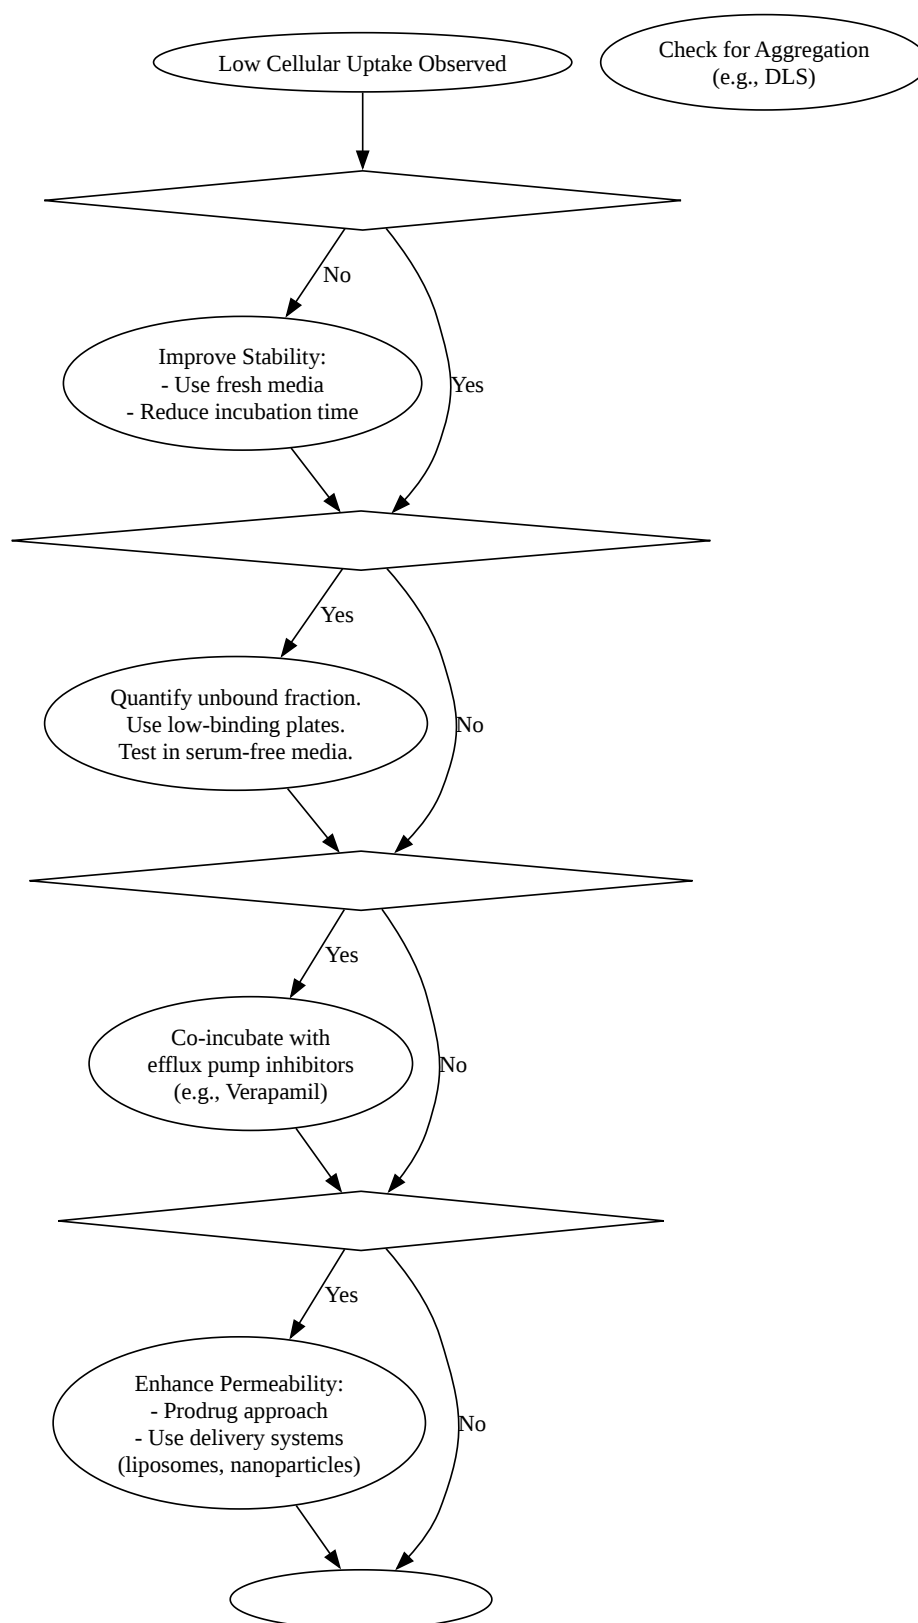 Low Cellular Uptake Observed
Check for Aggregation
(e.g., DLS)
No
Improve Stability:
- Use fresh media
- Reduce incubation time
Yes
Yes
Quantify unbound fraction.
Use low-binding plates.
Test in serum-free media.
No
Yes
Co-incubate with
efflux pump inhibitors
(e.g., Verapamil)
No
Yes
Enhance Permeability:
- Prodrug approach
- Use delivery systems
(liposomes, nanoparticles)
No